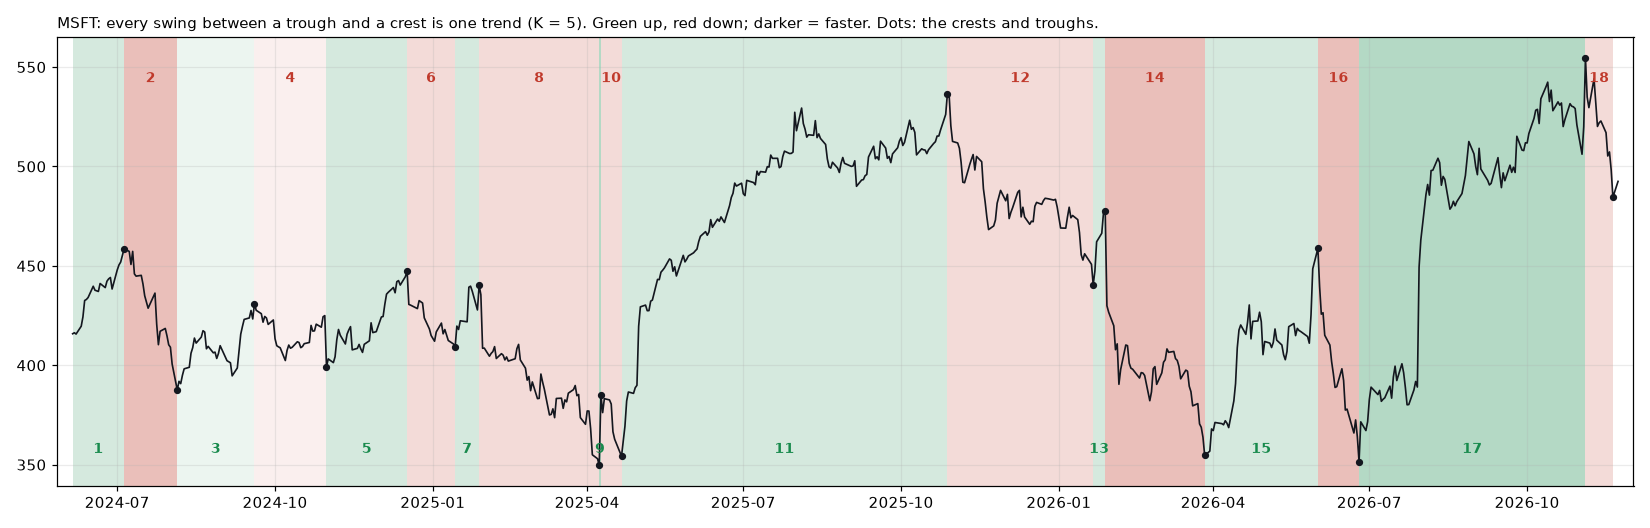 MSFT: every swing between a trough and a crest is one trend (K = 5). Green up, red down; darker = faster. Dots: the crests and troughs.
550
500
450
400
350
2 4 6 8 10 12 14 16 18
1 3 5 7 9 11 13 15 17
2024-07 2024-10 2025-01 2025-04 2025-07 2025-10 2026-01 2026-04 2026-07 2026-10